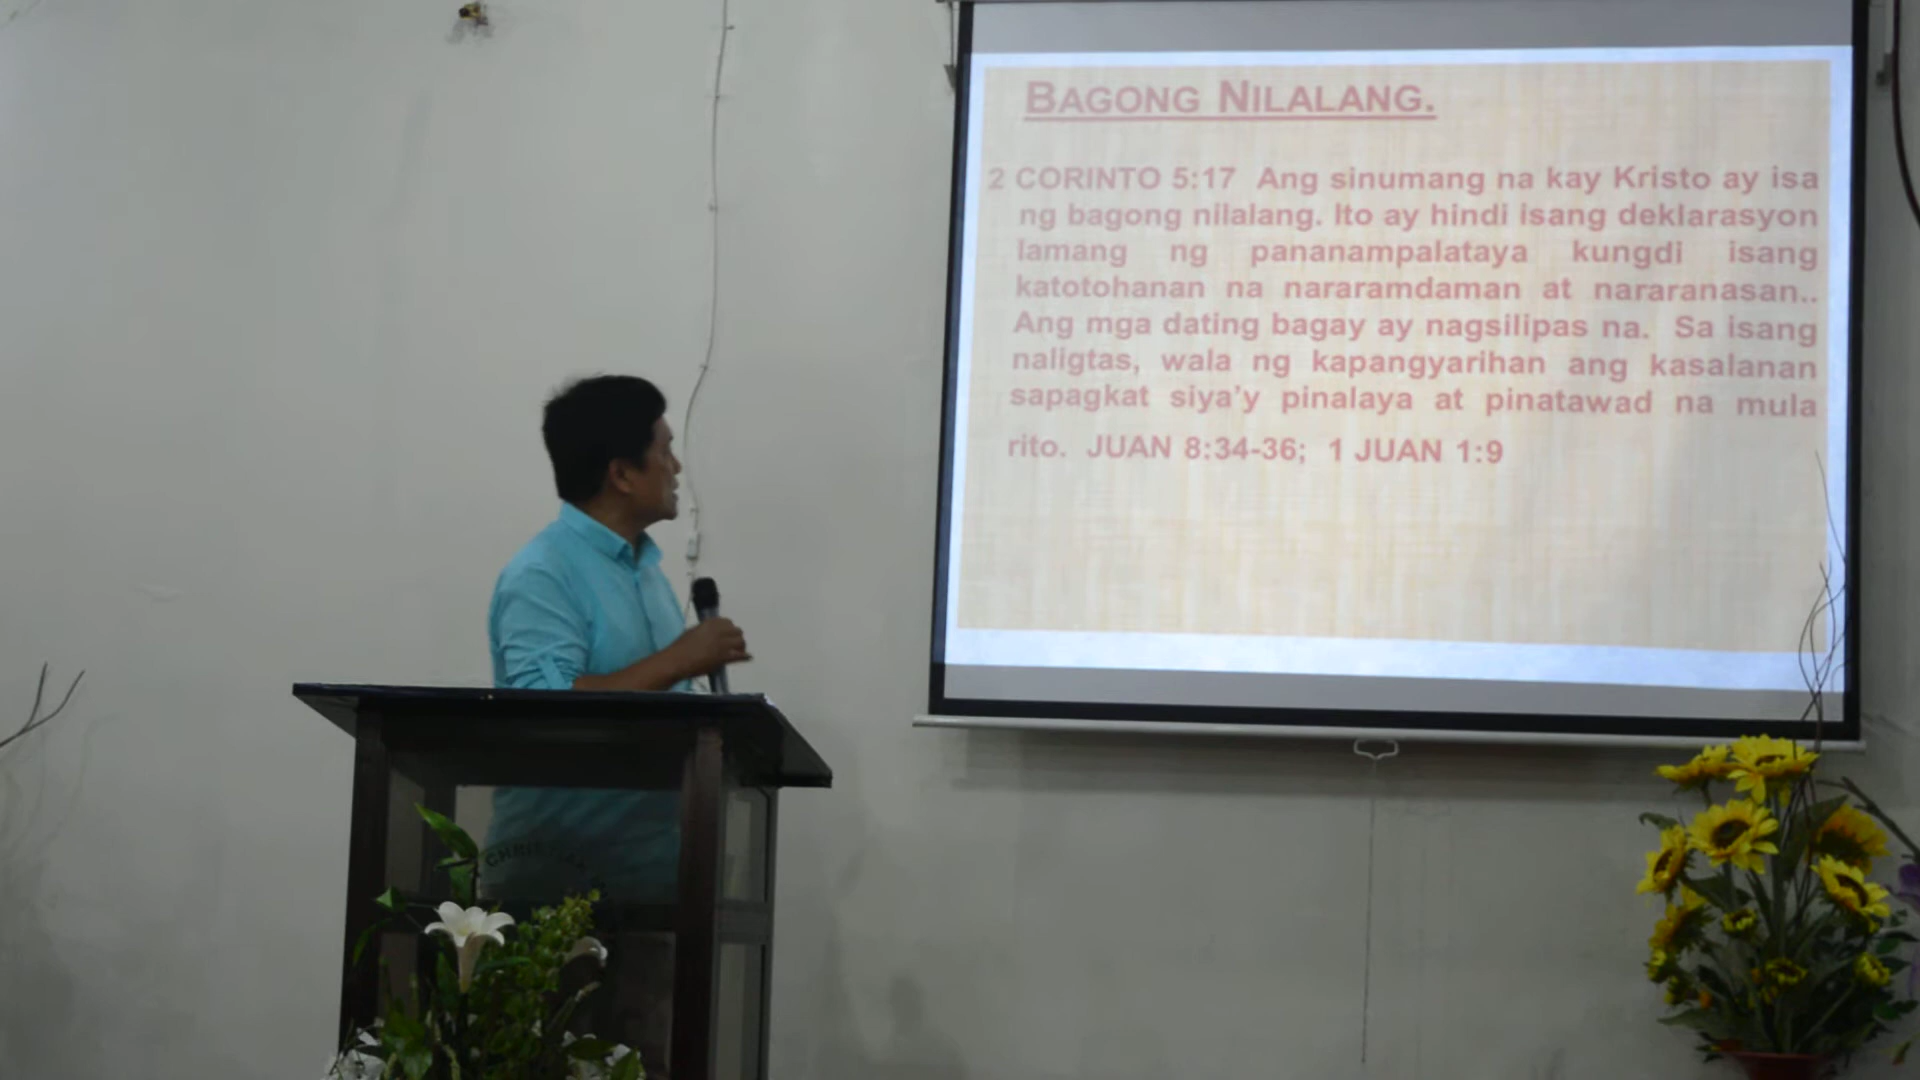 BAGONG NILALANG.
2 CORINTO 5:17 Ang sinumang na kay Kristo ay isa
ng bagong nilalang. Ito ay hindi isang deklarasyon
lamang ng pananampalataya kungdi isang
katotohanan na nararamdaman at nararanasan..
Ang mga dating bagay ay nagsilipas na. Sa isang
naligtas, wala ng kapangyarihan ang kasalanan
sapagkat siya’y pinalaya at pinatawad na mula
rito. JUAN 8:34-36; 1 JUAN 1:9
CHRISTIAN